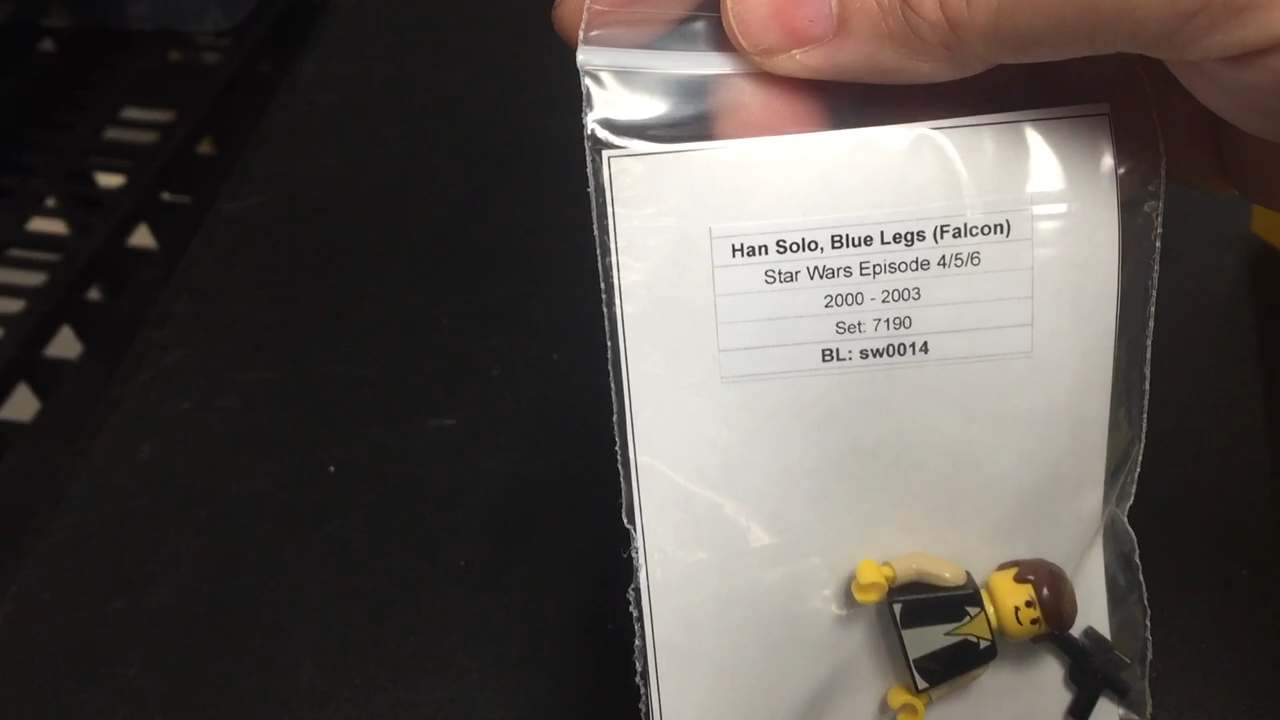 Han Solo, Blue Legs (Falcon)
Star Wars Episode 4/5/6
2000 - 2003
Set: 7190
BL: sw0014